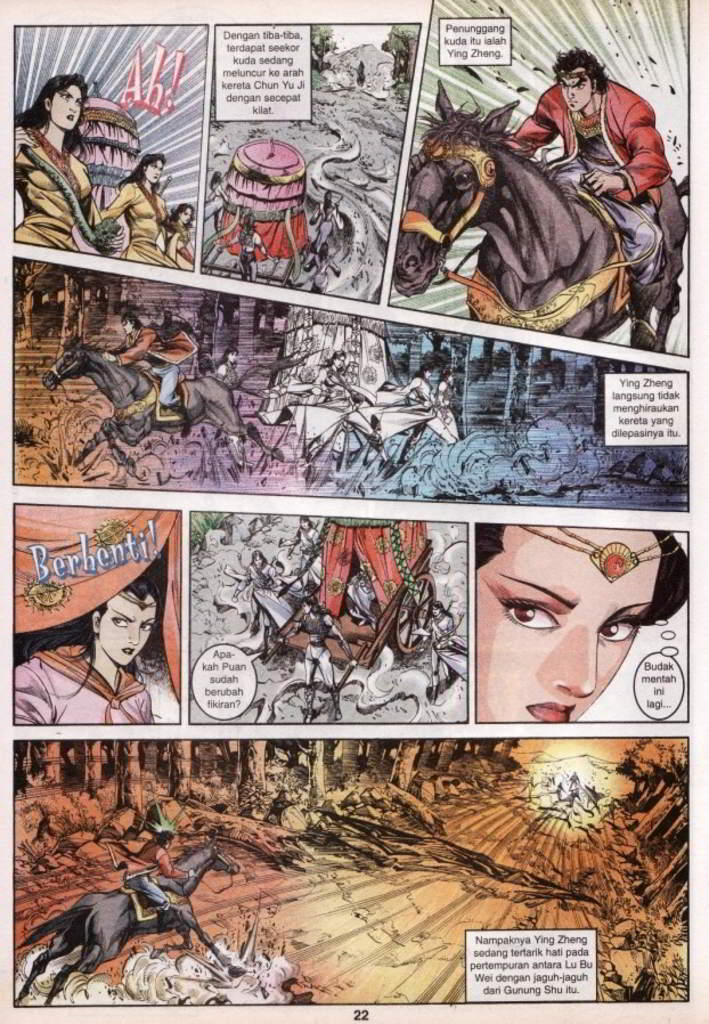 Ah!
Dengan tiba-tiba,
terdapat seekor
kuda sedang
meluncur ke arah
kereta Chun Yu Ji
dengan secepat
kilat.
Penunggang
kuda itu ialah
Ying Zheng.
Ying Zheng
langsung tidak
menghiraukan
kereta yang
dilepasinya itu.
Berhenti!
Apa-
kah Puan
sudah
berubah
fikiran?
Budak
mentah
ini
lagi...
Nampaknya Ying Zheng
sedang tertarik hati pada
pertempuran antara Lu Bu
Wei dengan jaguh-jaguh
dari Gunung Shu itu.
22